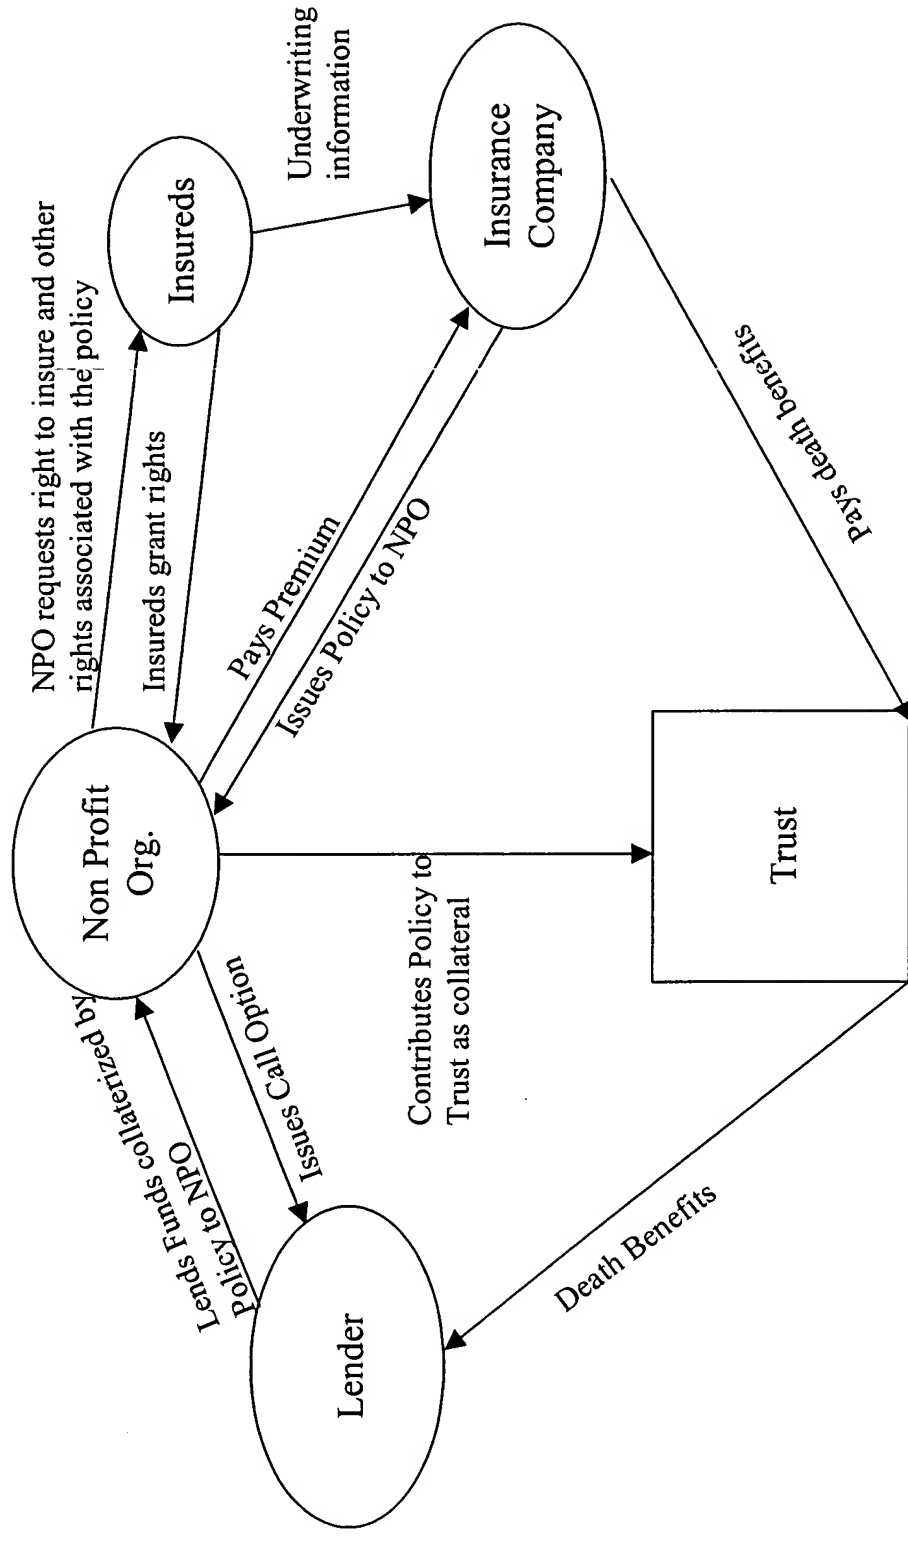 NPO requests right to insure and other
rights associated with the policy
Insureds grant rights
Insureds
Underwriting
information
Non Profit
Org.
Pays Premium
Issues Policy to NPO
Insurance
Company
Lends Funds collaterized by
Policy to NPO
Issues Call Option
Lender
Contributes Policy to
Trust as collateral
Pays death benefits
Trust
Death Benefits